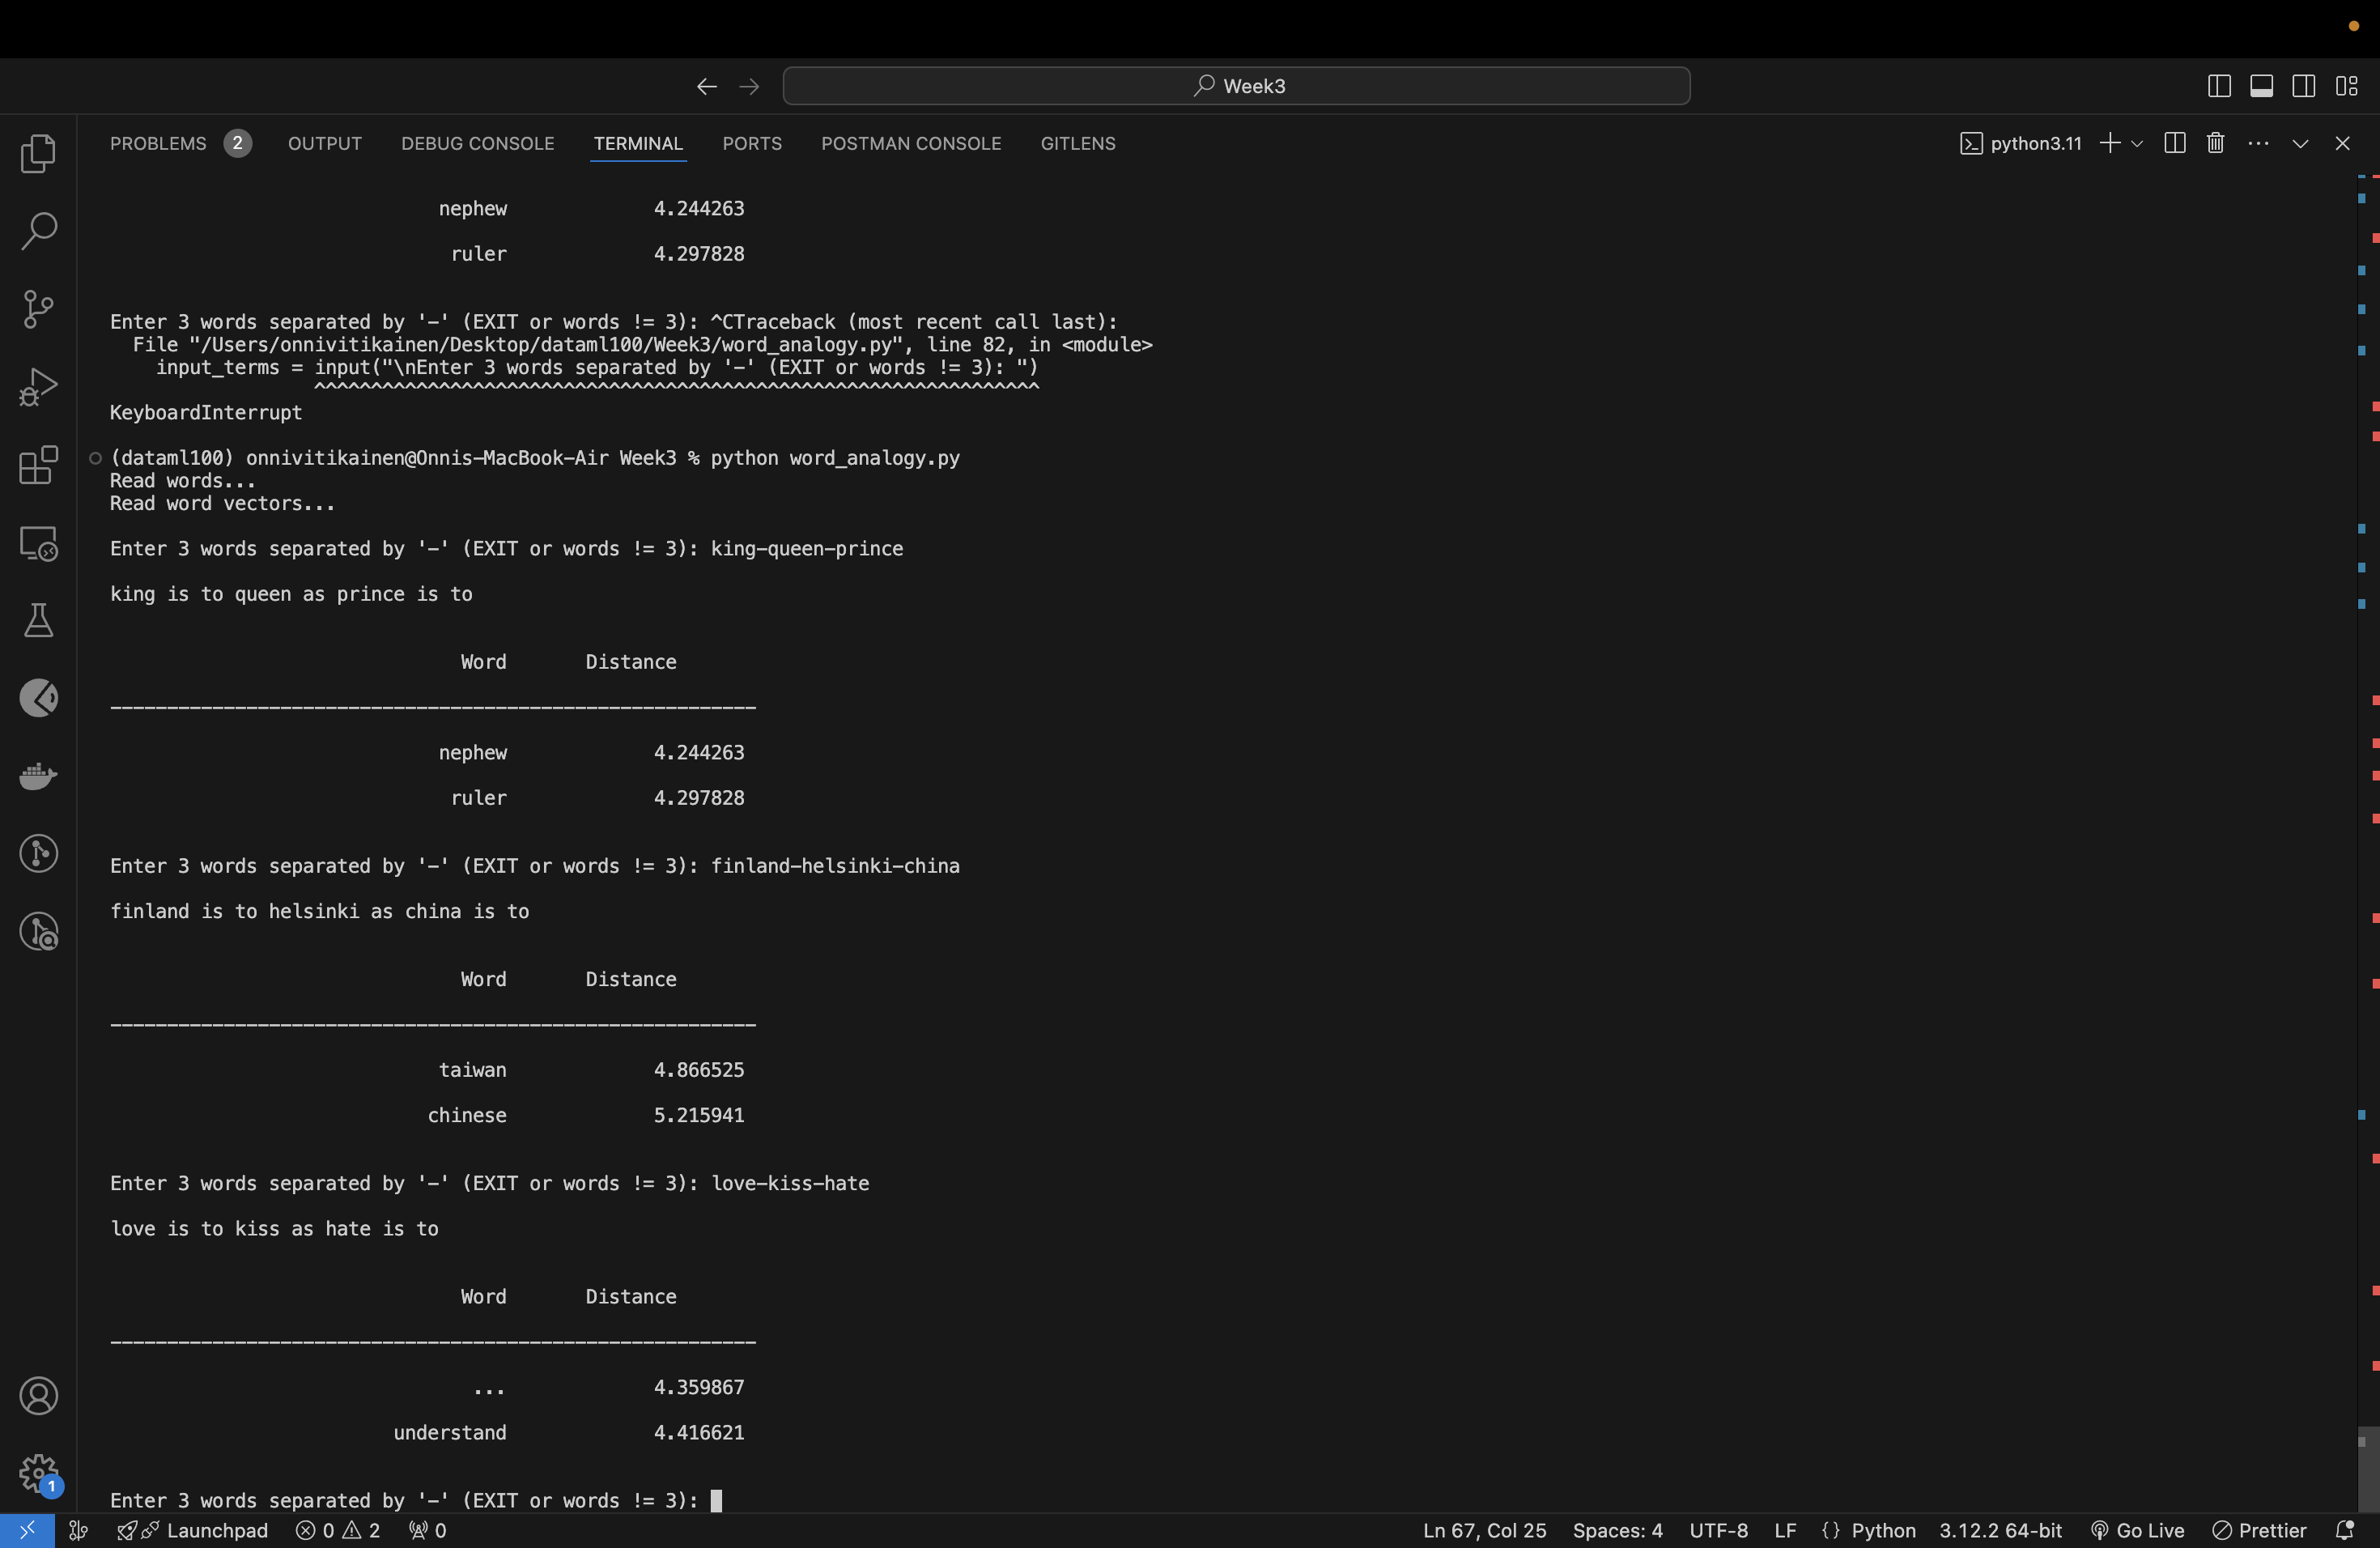 Week3
PROBLEMS 2 OUTPUT DEBUG CONSOLE TERMINAL PORTS POSTMAN CONSOLE GITLENS python3.11
nephew 4.244263
ruler 4.297828
Enter 3 words separated by '-' (EXIT or words != 3): ^CTraceback (most recent call last):
File "/Users/onnivitikainen/Desktop/dataml100/Week3/word_analogy.py", line 82, in <module>
input_terms = input("\nEnter 3 words separated by '-' (EXIT or words != 3): ")
^^^^^^^^^^^^^^^^^^^^^^^^^^^^^^^^^^^^^^^^^^^^^^^^^^^^^^^^^^^^^^^^
KeyboardInterrupt
(dataml100) onnivitikainen@Onnis-MacBook-Air Week3 % python word_analogy.py
Read words...
Read word vectors...
Enter 3 words separated by '-' (EXIT or words != 3): king-queen-prince
king is to queen as prince is to
Word Distance
---------------------------------------------------------
nephew 4.244263
ruler 4.297828
Enter 3 words separated by '-' (EXIT or words != 3): finland-helsinki-china
finland is to helsinki as china is to
Word Distance
---------------------------------------------------------
taiwan 4.866525
chinese 5.215941
Enter 3 words separated by '-' (EXIT or words != 3): love-kiss-hate
love is to kiss as hate is to
Word Distance
---------------------------------------------------------
... 4.359867
understand 4.416621
Enter 3 words separated by '-' (EXIT or words != 3):
1
Launchpad 0 2 0 Ln 67, Col 25 Spaces: 4 UTF-8 LF {} Python 3.12.2 64-bit Go Live Prettier